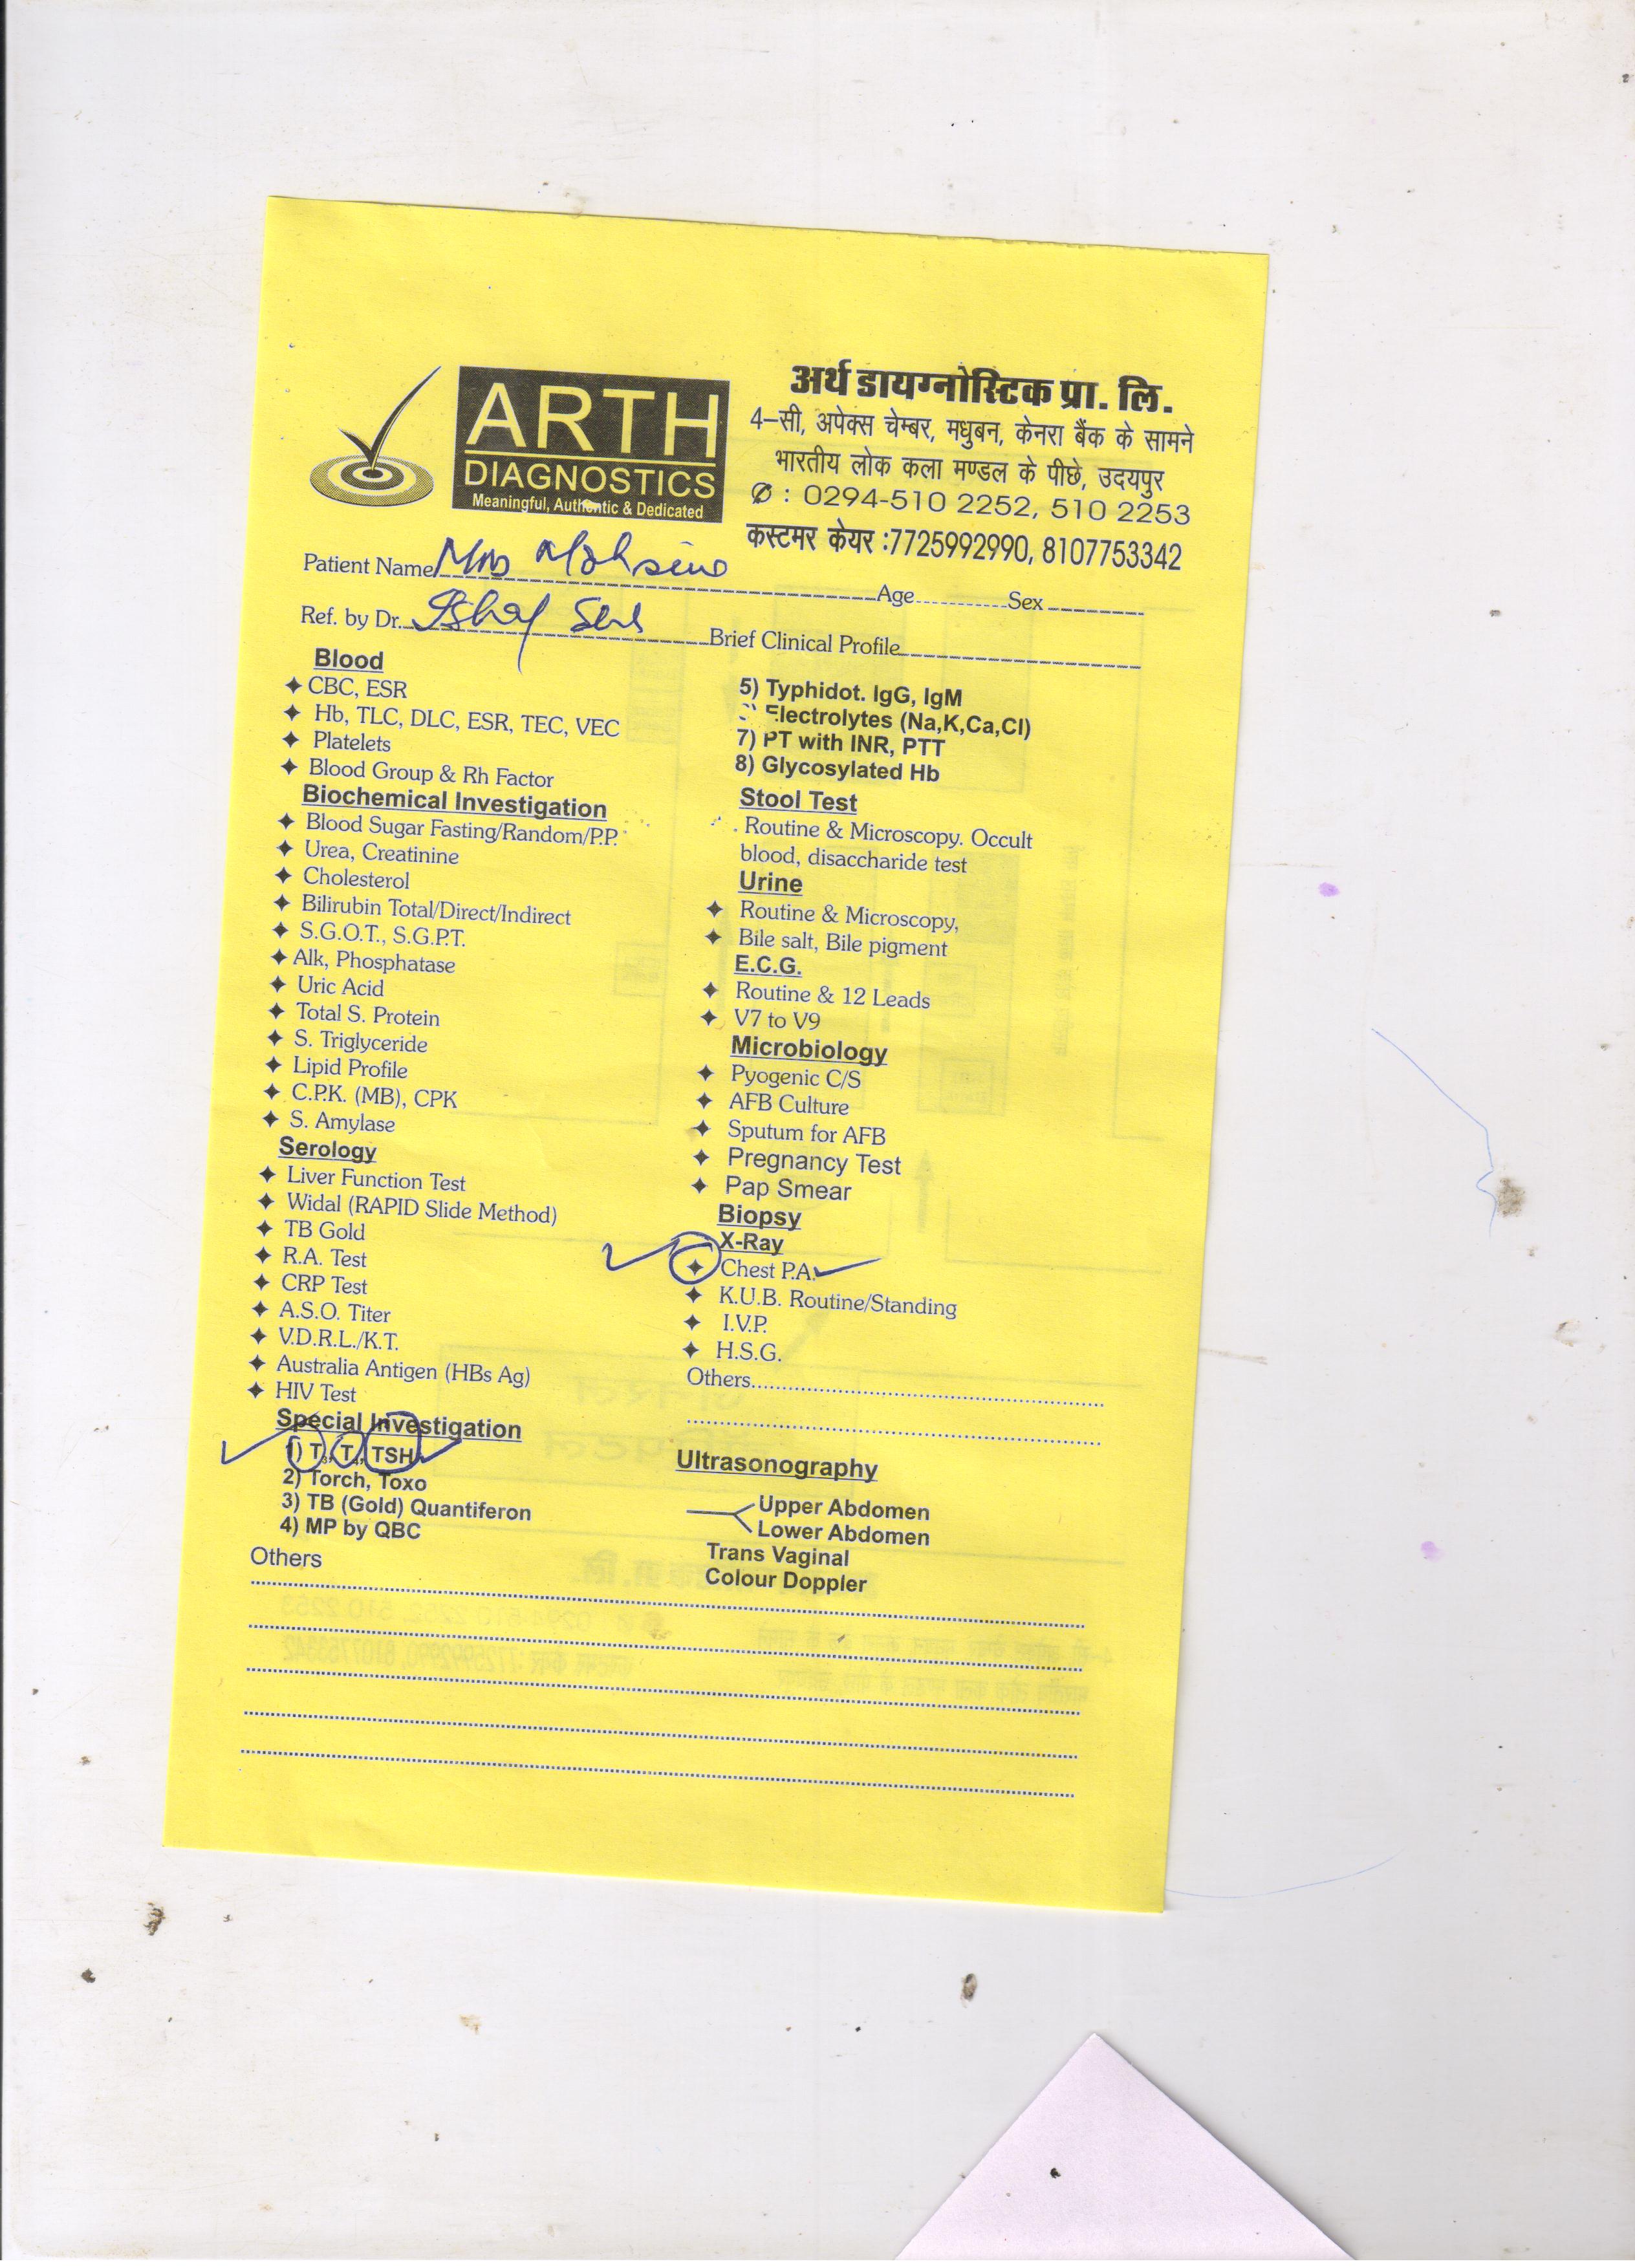 ARTH
DIAGNOSTICS
Meaningful, Authentic & Dedicated
अर्थ डायग्नोस्टिक प्रा. लि.
4-सी, अपेक्स चेम्बर, मधुबन, केनरा बैंक के सामने
भारतीय लोक कला मण्डल के पीछे, उदयपुर
✆ : 0294-510 2252, 510 2253
कस्टमर केयर :7725992990, 8107753342
Patient Name Mrs Age Sex
Ref. by Dr. Brief Clinical Profile
Blood
✦ CBC, ESR
✦ Hb, TLC, DLC, ESR, TEC, VEC
✦ Platelets
✦ Blood Group & Rh Factor
Biochemical Investigation
✦ Blood Sugar Fasting/Random/P.P.
✦ Urea, Creatinine
✦ Cholesterol
✦ Bilirubin Total/Direct/Indirect
✦ S.G.O.T., S.G.P.T.
✦ Alk, Phosphatase
✦ Uric Acid
✦ Total S. Protein
✦ S. Triglyceride
✦ Lipid Profile
✦ C.P.K. (MB), CPK
✦ S. Amylase
Serology
✦ Liver Function Test
✦ Widal (RAPID Slide Method)
✦ TB Gold
✦ R.A. Test
✦ CRP Test
✦ A.S.O. Titer
✦ V.D.R.L./K.T.
✦ Australia Antigen (HBs Ag)
✦ HIV Test
Special Investigation
1) T3, T4, TSH
2) Torch, Toxo
3) TB (Gold) Quantiferon
4) MP by QBC
5) Typhidot. IgG, IgM
Electrolytes (Na,K,Ca,Cl)
7) PT with INR, PTT
8) Glycosylated Hb
Stool Test
Routine & Microscopy. Occult
blood, disaccharide test
Urine
✦ Routine & Microscopy,
✦ Bile salt, Bile pigment
E.C.G.
✦ Routine & 12 Leads
✦ V7 to V9
Microbiology
✦ Pyogenic C/S
✦ AFB Culture
✦ Sputum for AFB
✦ Pregnancy Test
✦ Pap Smear
Biopsy
X-Ray
✦ Chest P.A.
✦ K.U.B. Routine/Standing
✦ I.V.P.
✦ H.S.G.
Others
Ultrasonography
Upper Abdomen
Lower Abdomen
Trans Vaginal
Colour Doppler
Others